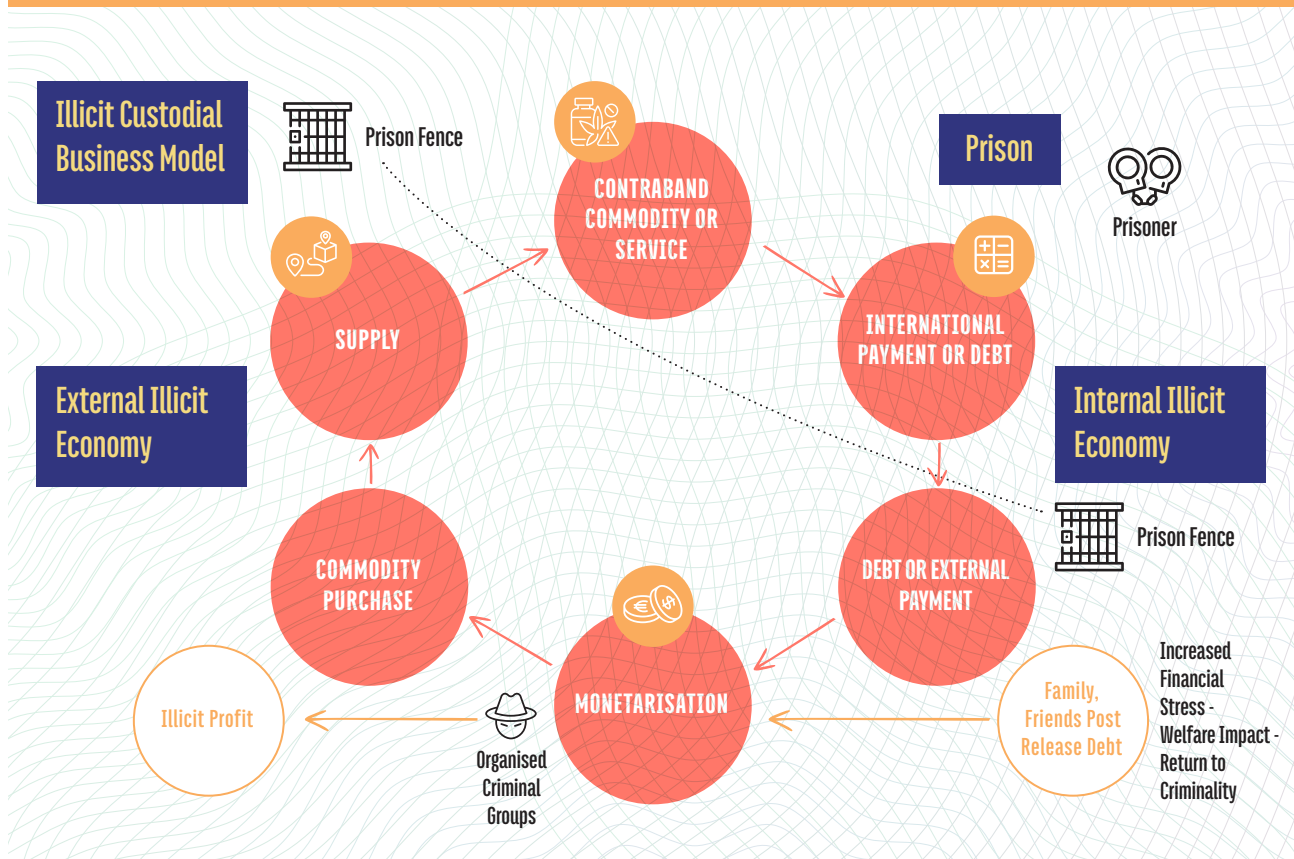 Illicit Custodial
Business Model
Prison Fence
CONTRABAND
COMMODITY OR
SERVICE
Prison
Prisoner
SUPPLY
INTERNATIONAL
PAYMENT OR DEBT
External Illicit
Economy
Internal Illicit
Economy
Prison Fence
COMMODITY
PURCHASE
DEBT OR EXTERNAL
PAYMENT
MONETARISATION
Illicit Profit
Organised
Criminal
Groups
Family,
Friends Post
Release Debt
Increased
Financial
Stress -
Welfare Impact -
Return to
Criminality